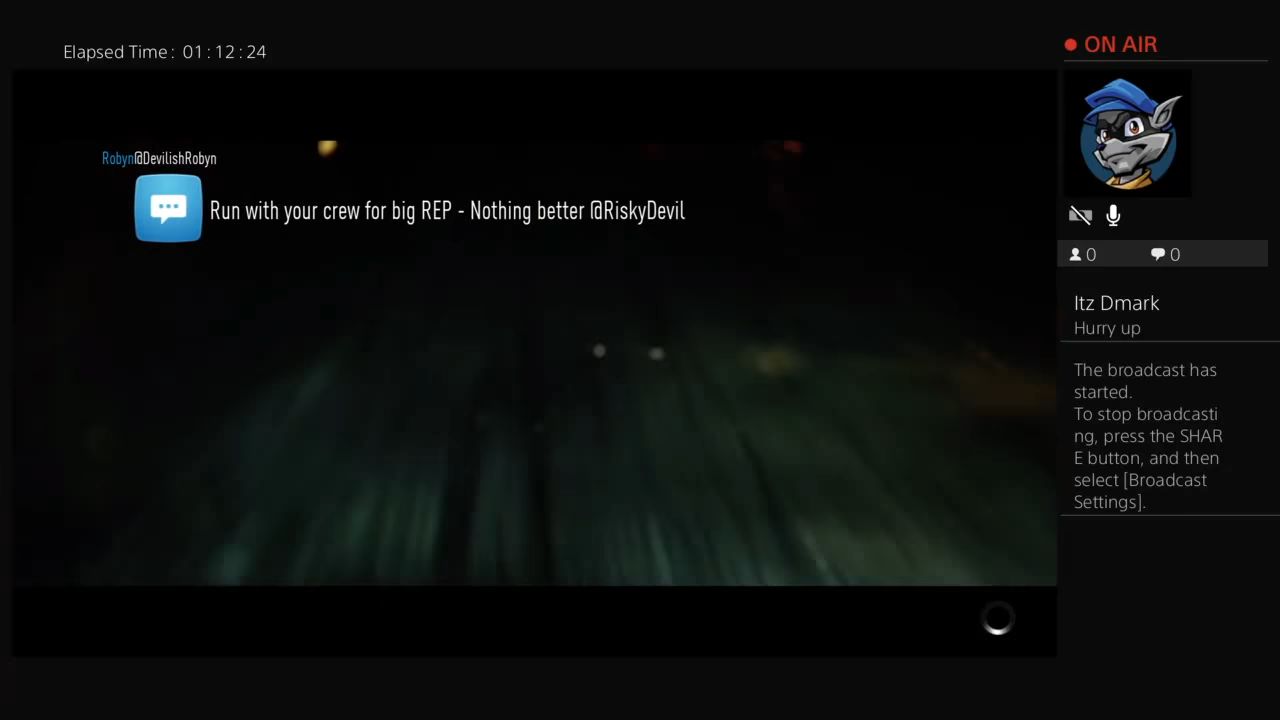 Elapsed Time: 01:12:24
ON AIR
Robyn@DevilishRobyn
Run with your crew for big REP - Nothing better @RiskyDevil
0 0
Itz Dmark
Hurry up
The broadcast has
started.
To stop broadcasti
ng, press the SHAR
E button, and then
select [Broadcast
Settings].